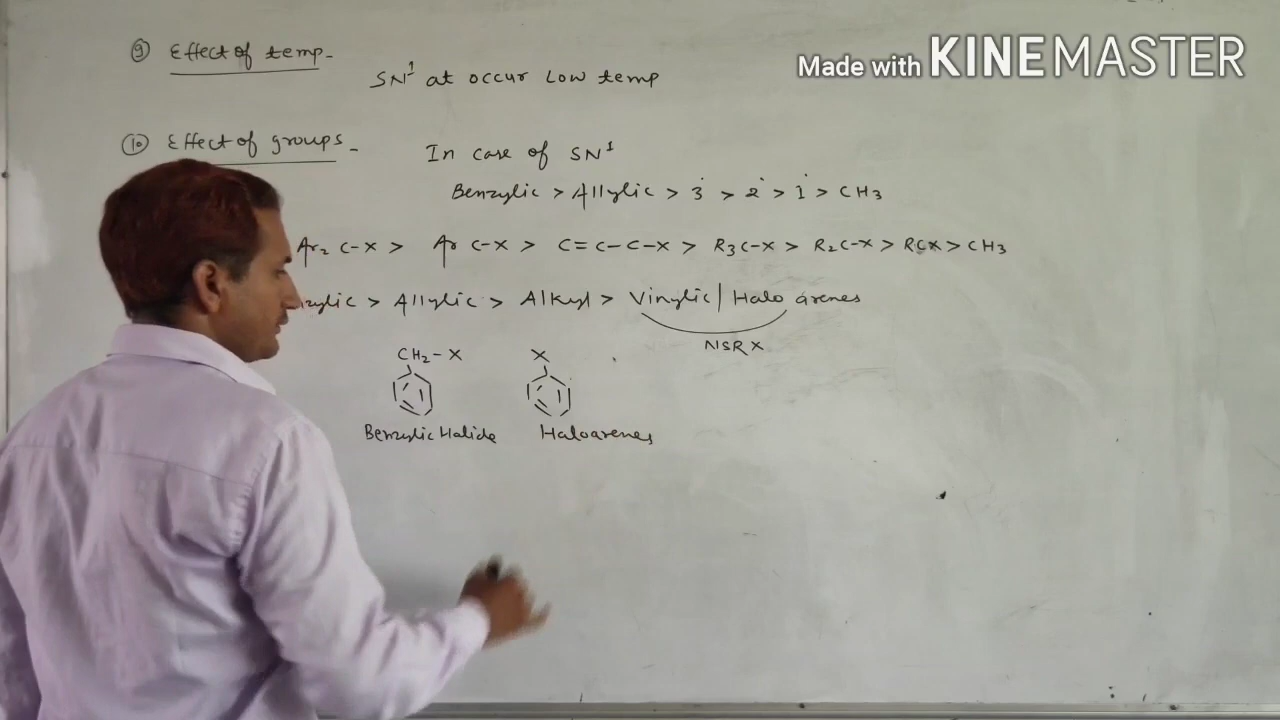 ⑨ Effect of temp-
Made with KINEMASTER
SN¹ at occur Low temp
⑩ Effect of groups-
In case of SN¹
Benzylic > Allylic > 3° > 2° > 1° > CH3
Ar₂ C-X > Ar C-X > C=C-C-X > R₃C-X > R₂C-X > RCX > CH3
> Allylic > Alkyl > Vinylic | Halo arenes
NSR X
CH₂-X X
Benzylic Halide Haloarenes